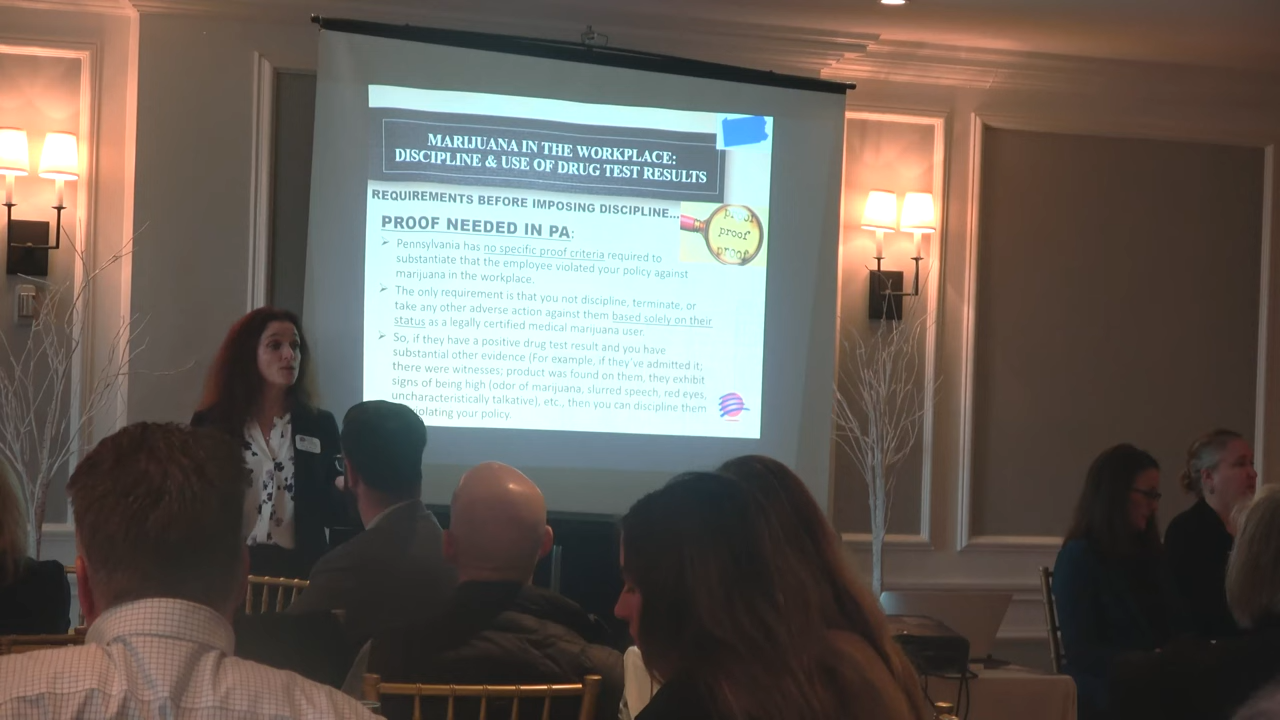 MARIJUANA IN THE WORKPLACE:
DISCIPLINE & USE OF DRUG TEST RESULTS
REQUIREMENTS BEFORE IMPOSING DISCIPLINE...
proof
proof
proof
PROOF NEEDED IN PA:
Pennsylvania has no specific proof criteria required to
substantiate that the employee violated your policy against
marijuana in the workplace.
The only requirement is that you not discipline, terminate, or
take any other adverse action against them based solely on their
status as a legally certified medical marijuana user.
So, if they have a positive drug test result and you have
substantial other evidence (For example, if they've admitted it;
there were witnesses; product was found on them, they exhibit
signs of being high (odor of marijuana, slurred speech, red eyes,
uncharacteristically talkative), etc., then you can discipline them
violating your policy.